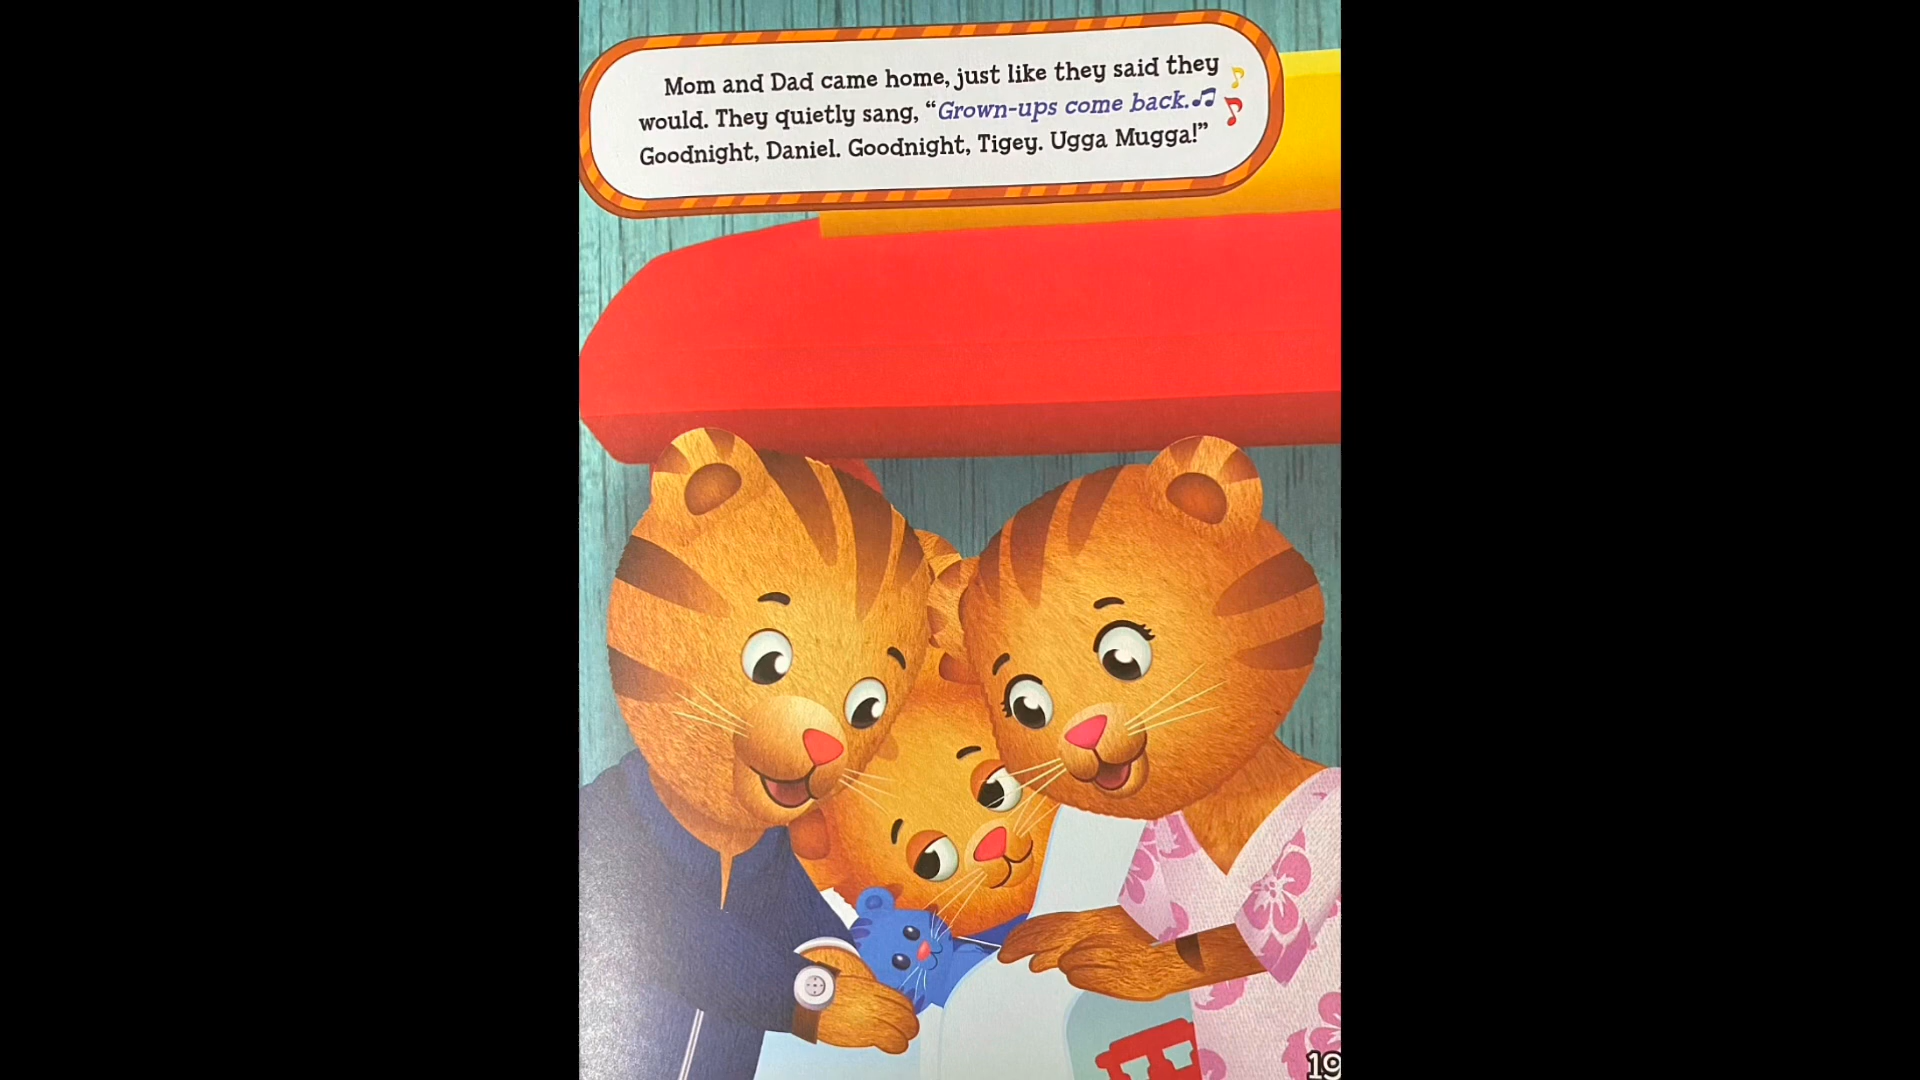 Mom and Dad came home, just like they said they
would. They quietly sang, “Grown-ups come back.♫
Goodnight, Daniel. Goodnight, Tigey. Ugga Mugga!”
19